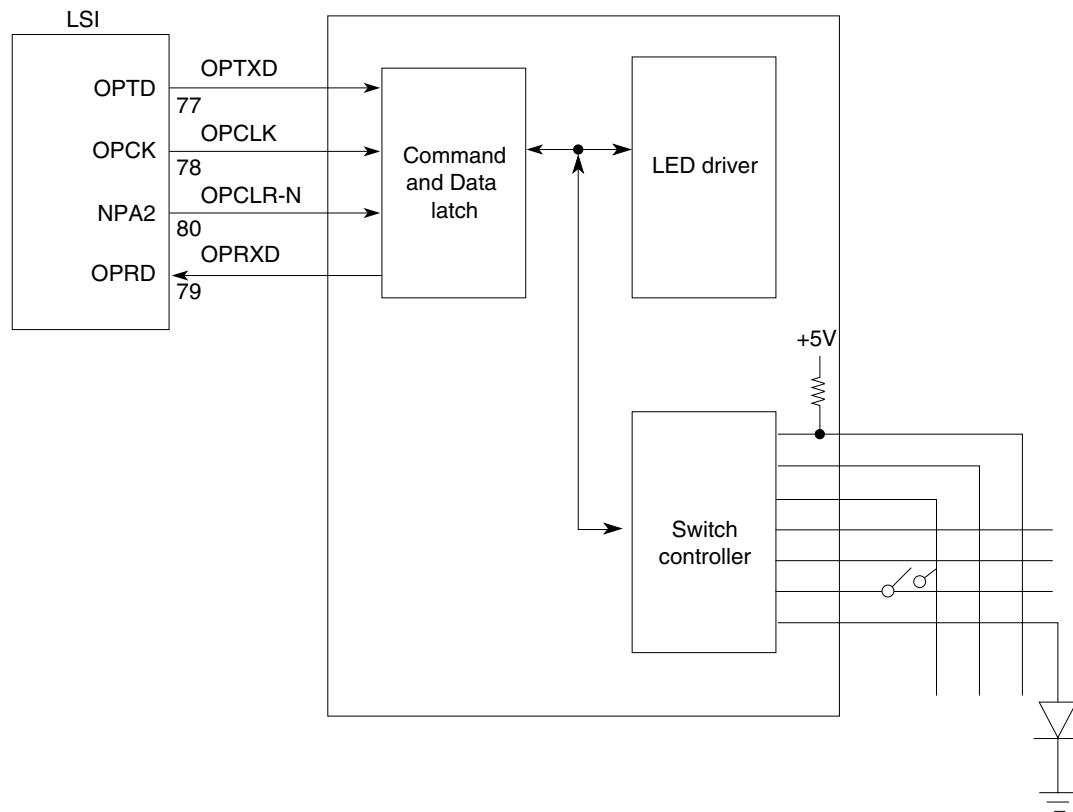 LSI
OPTD
OPTXD
77
OPCK
OPCLK
78
NPA2
OPCLR-N
80
OPRD
OPRXD
79
Command
and Data
latch
LED driver
+5V
Switch
controller